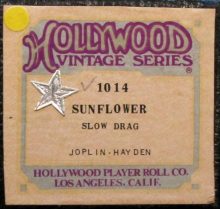 HOLLYWOOD
VINTAGE SERIES®
1014
SUNFLOWER
SLOW DRAG
JOPLIN-HAYDEN
HOLLYWOOD PLAYER ROLL CO.
LOS ANGELES, CALIF.